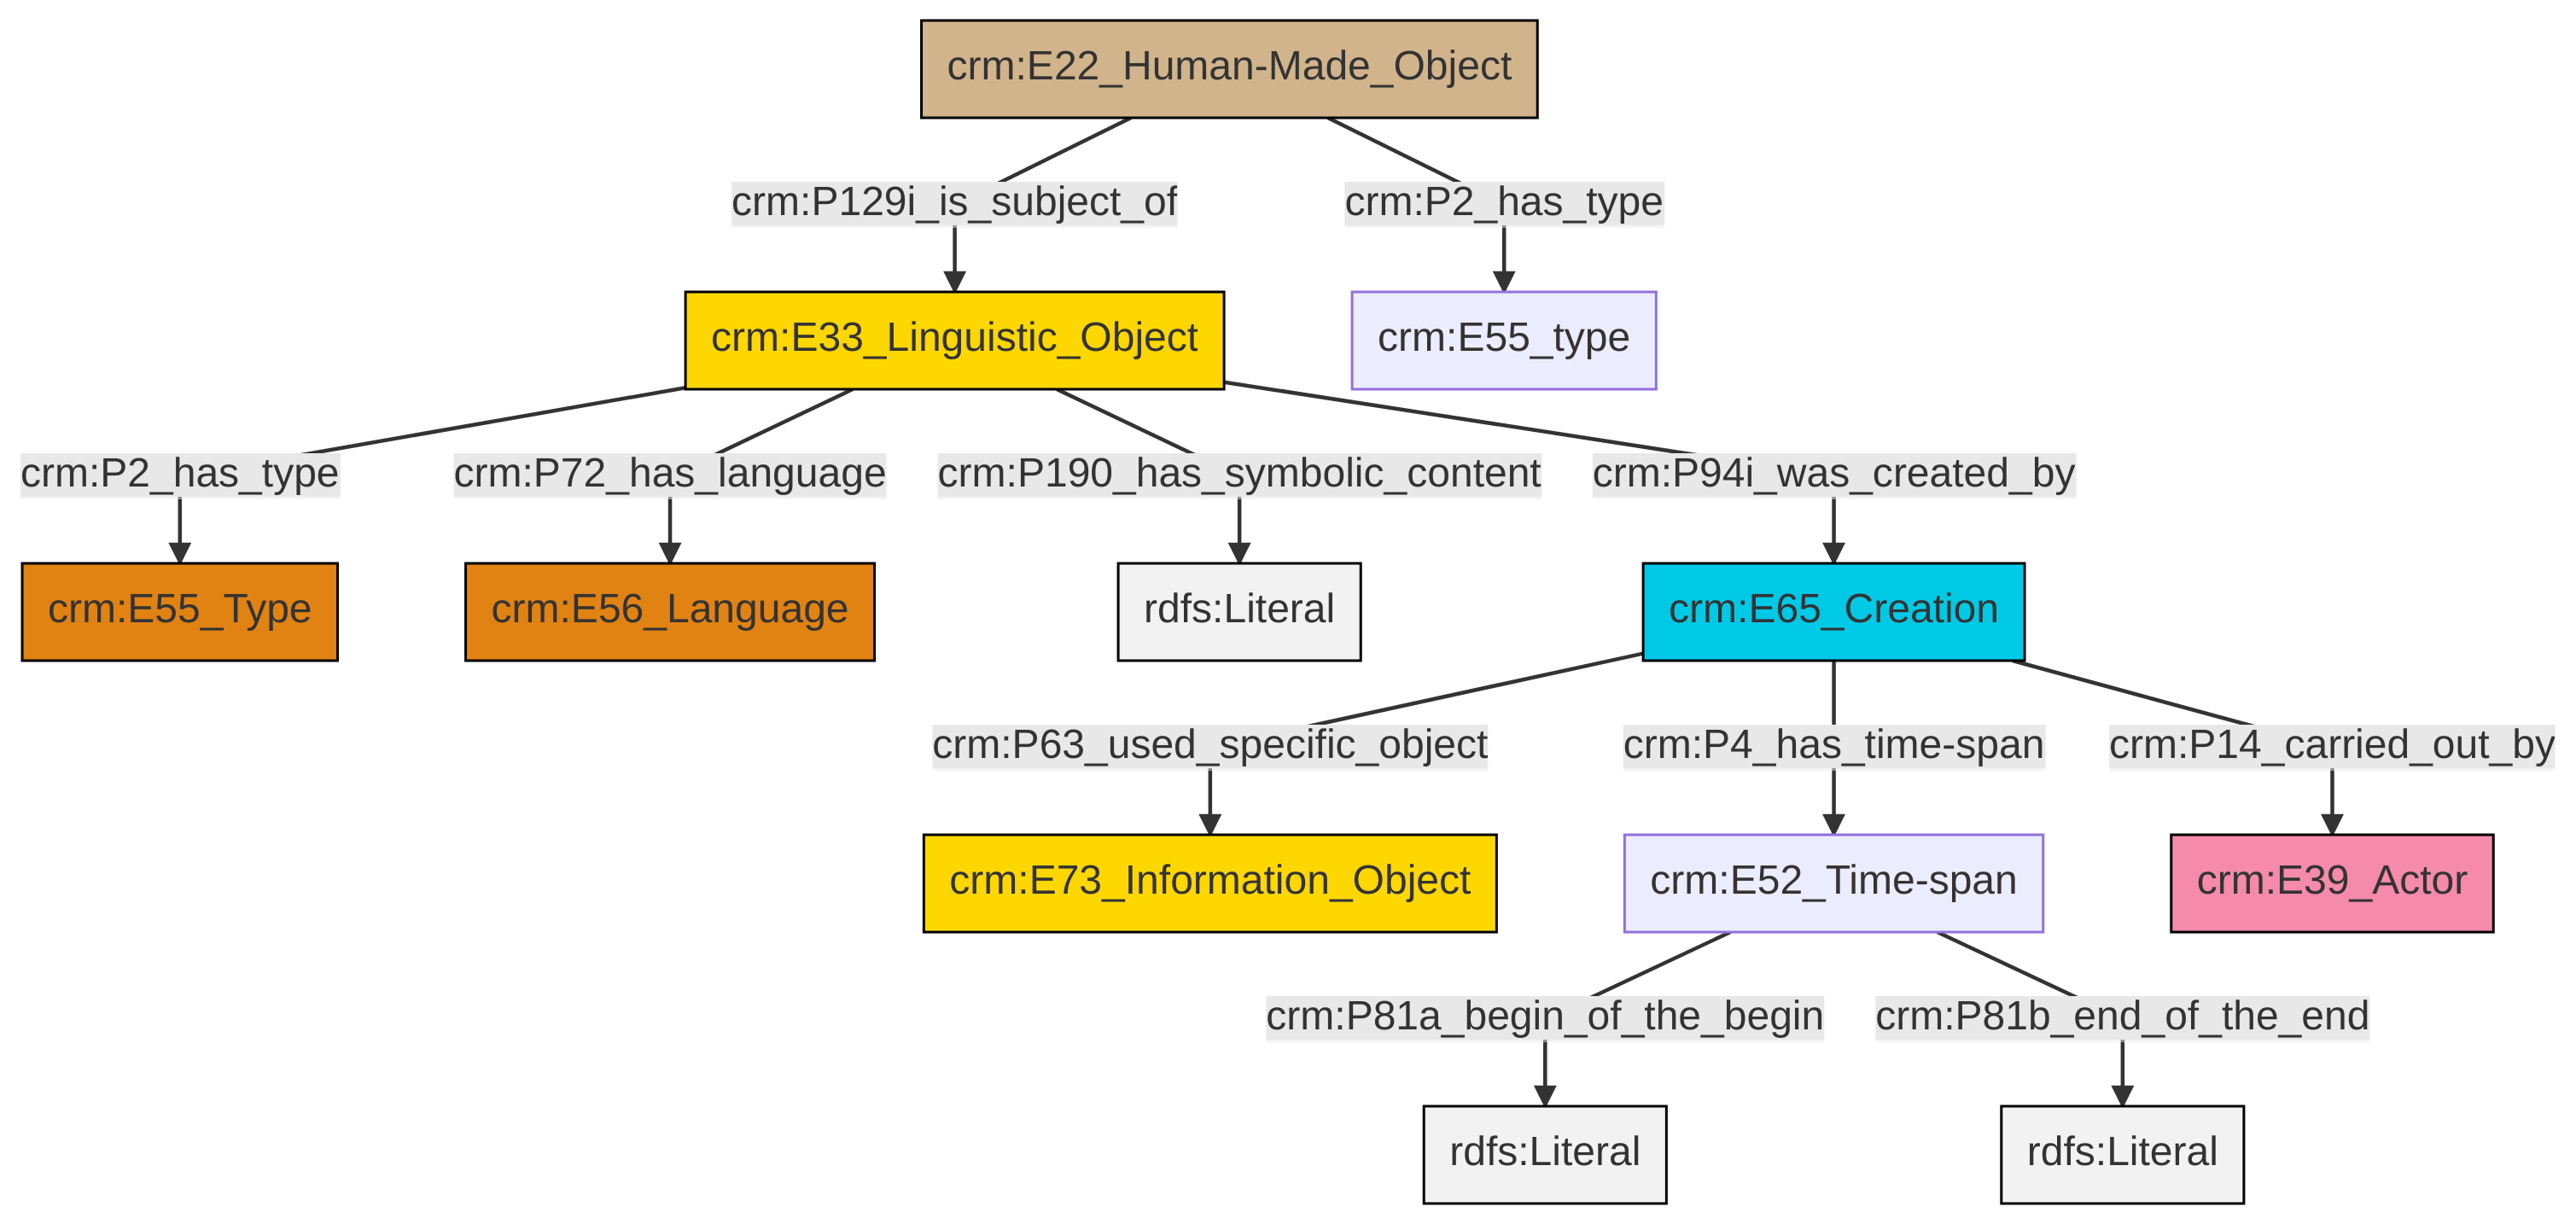 crm:E22_Human-Made_Object
crm:P129i_is_subject_of
crm:P2_has_type
crm:E33_Linguistic_Object
crm:E55_type
crm:P2_has_type
crm:P72_has_language
crm:P190_has_symbolic_content
crm:P94i_was_created_by
crm:E55_Type
crm:E56_Language
rdfs:Literal
crm:E65_Creation
crm:P63_used_specific_object
crm:P4_has_time-span
crm:P14_carried_out_by
crm:E73_Information_Object
crm:E52_Time-span
crm:E39_Actor
crm:P81a_begin_of_the_begin
crm:P81b_end_of_the_end
rdfs:Literal
rdfs:Literal